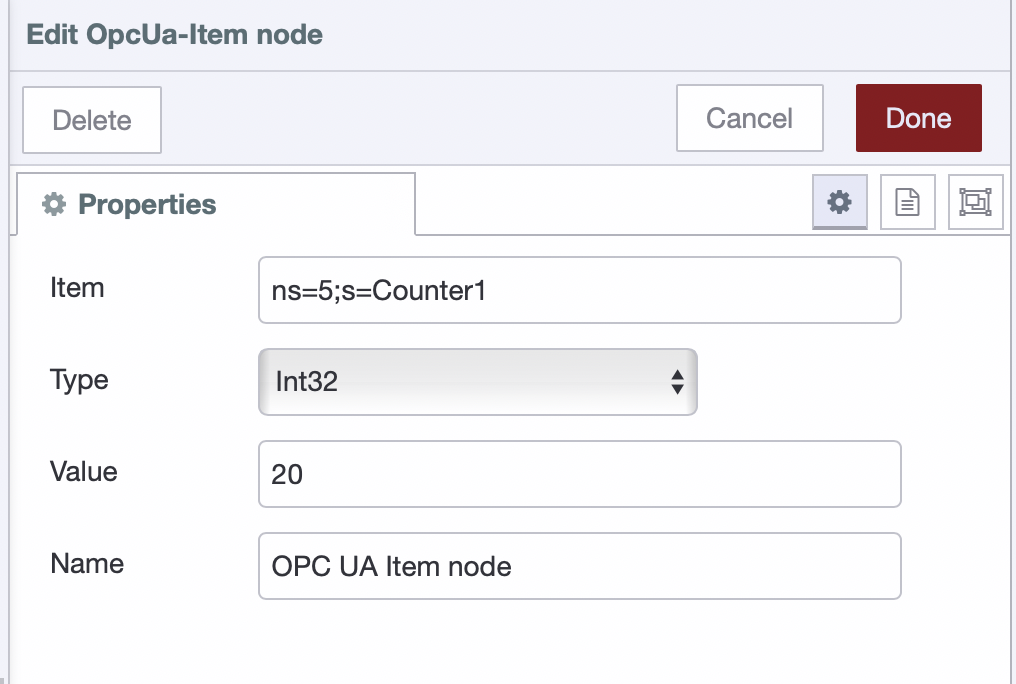 Edit OpcUa-Item node
Delete
Cancel
Done
Properties
Item
ns=5;s=Counter1
Type
Int32
Value
20
Name
OPC UA Item node